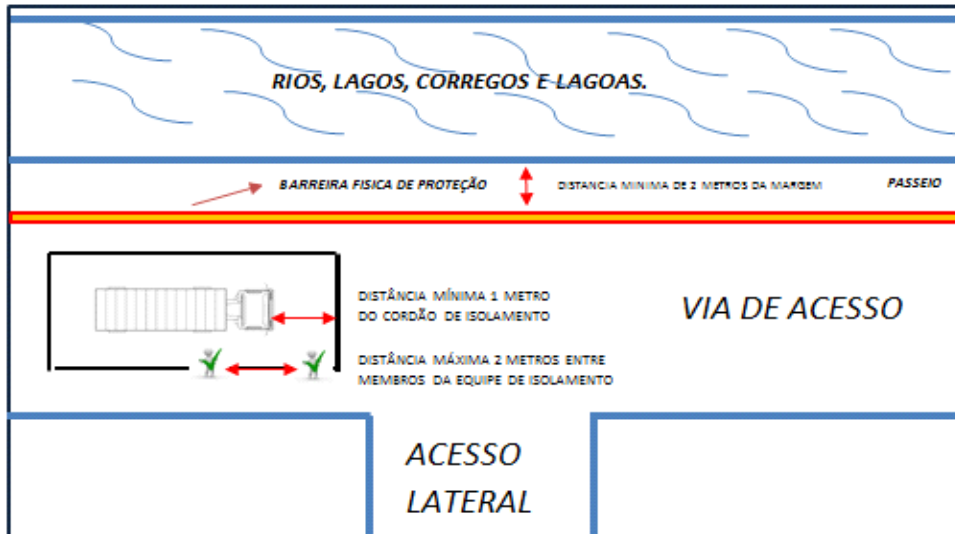 RIOS, LAGOS, CORREGOS E LAGOAS.
BARREIRA FISICA DE PROTEÇÃO
DISTANCIA MINIMA DE 2 METROS DA MARGEM
PASSEIO
DISTÂNCIA MÍNIMA 1 METRO
DO CORDÃO DE ISOLAMENTO
VIA DE ACESSO
DISTÂNCIA MÁXIMA 2 METROS ENTRE
MEMBROS DA EQUIPE DE ISOLAMENTO
ACESSO
LATERAL